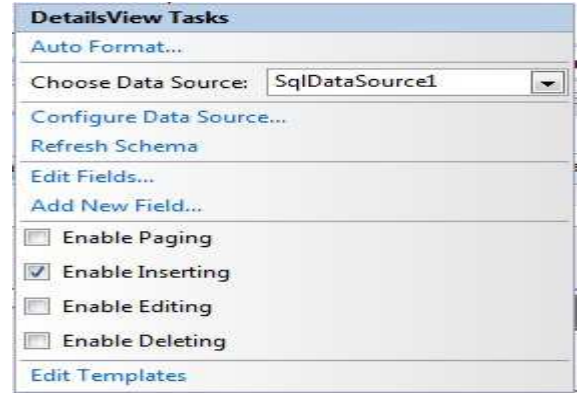 DetailsView Tasks
Auto Format...
Choose Data Source: SqlDataSource1
Configure Data Source...
Refresh Schema
Edit Fields...
Add New Field...
Enable Paging
Enable Inserting
Enable Editing
Enable Deleting
Edit Templates